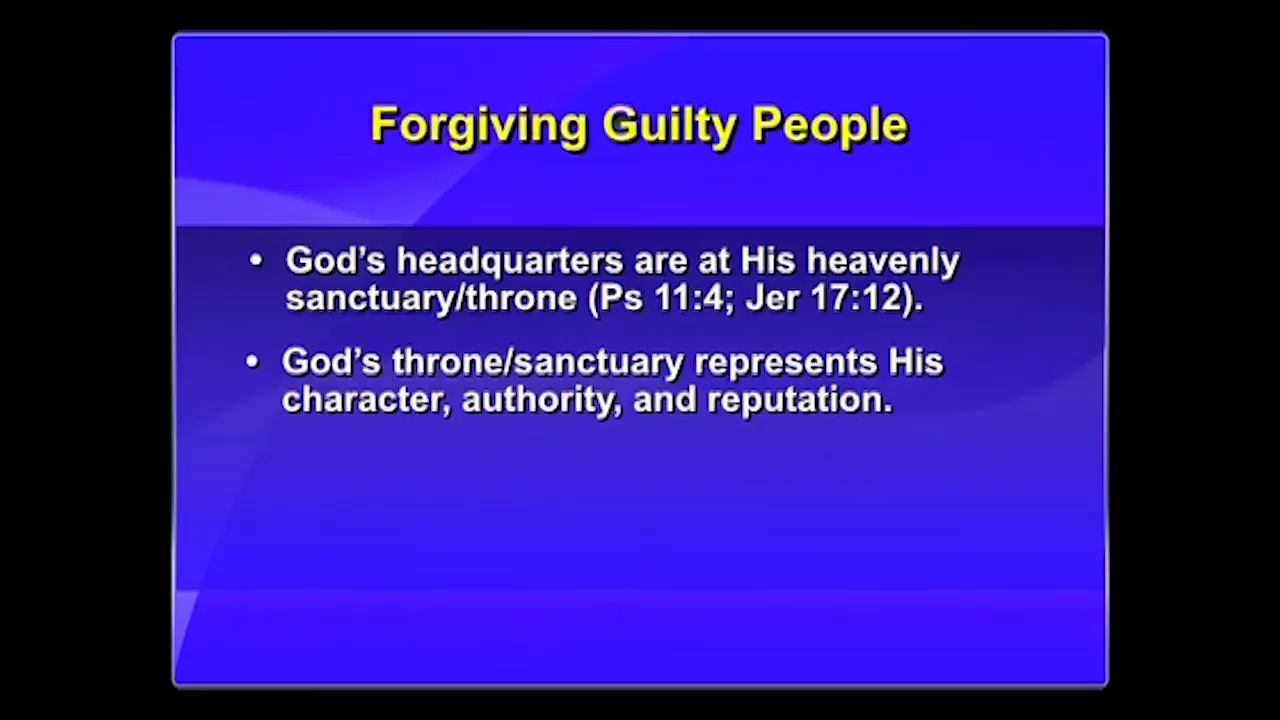 Forgiving Guilty People
• God’s headquarters are at His heavenly
sanctuary/throne (Ps 11:4; Jer 17:12).
• God’s throne/sanctuary represents His
character, authority, and reputation.